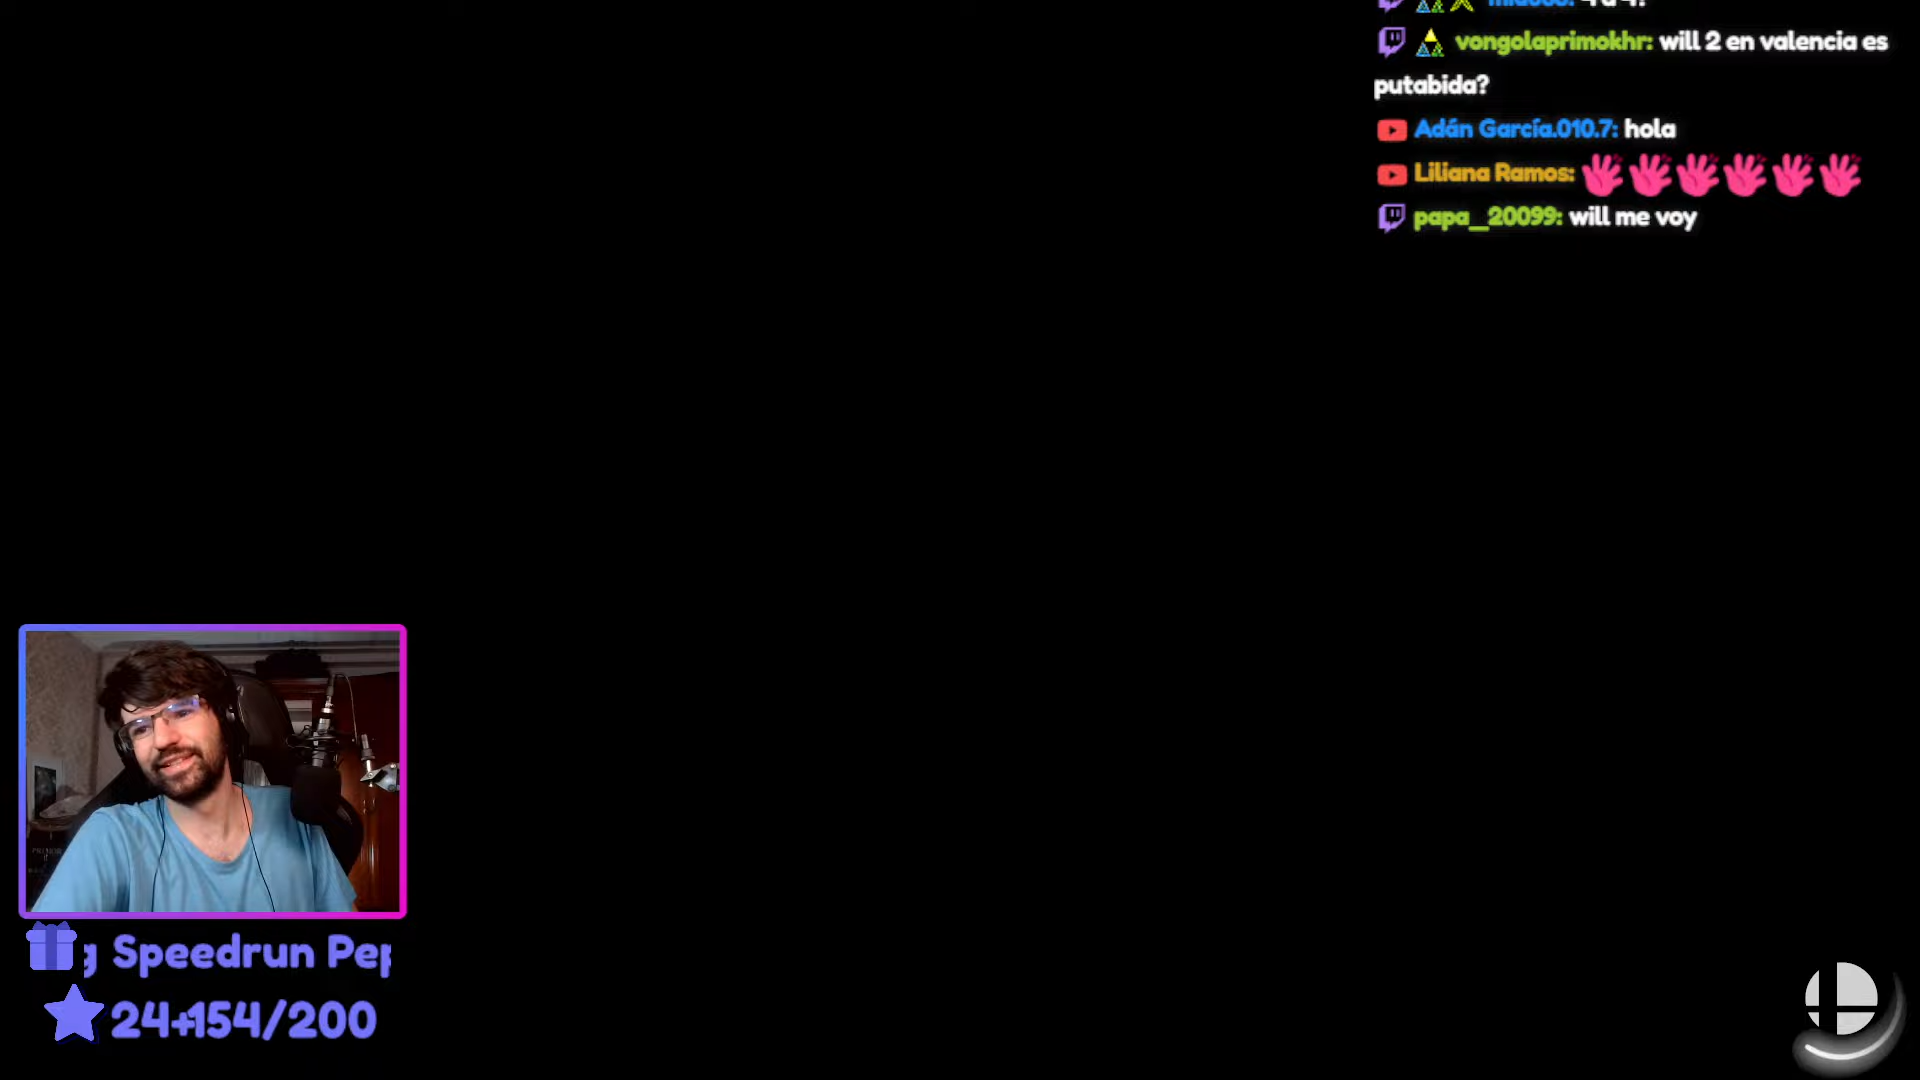 vongolaprimokhr: will 2 en valencia es
putabida?
Adán García.010.7: hola
Liliana Ramos:
papa_20099: will me voy
g Speedrun Pep
24+154/200